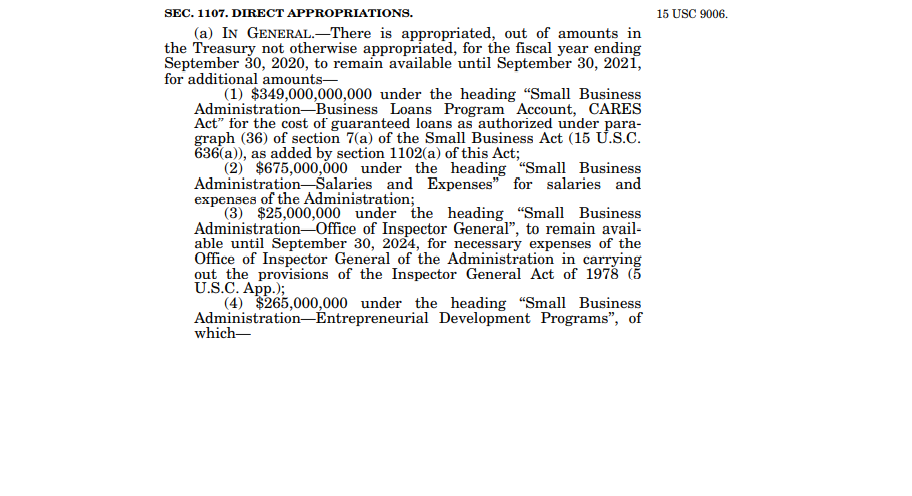 SEC. 1107. DIRECT APPROPRIATIONS.
15 USC 9006.
(a) IN GENERAL.—There is appropriated, out of amounts in
the Treasury not otherwise appropriated, for the fiscal year ending
September 30, 2020, to remain available until September 30, 2021,
for additional amounts—
(1) $349,000,000,000 under the heading “Small Business
Administration—Business Loans Program Account, CARES
Act” for the cost of guaranteed loans as authorized under para-
graph (36) of section 7(a) of the Small Business Act (15 U.S.C.
636(a)), as added by section 1102(a) of this Act;
(2) $675,000,000 under the heading “Small Business
Administration—Salaries and Expenses” for salaries and
expenses of the Administration;
(3) $25,000,000 under the heading “Small Business
Administration—Office of Inspector General”, to remain avail-
able until September 30, 2024, for necessary expenses of the
Office of Inspector General of the Administration in carrying
out the provisions of the Inspector General Act of 1978 (5
U.S.C. App.);
(4) $265,000,000 under the heading “Small Business
Administration—Entrepreneurial Development Programs”, of
which—